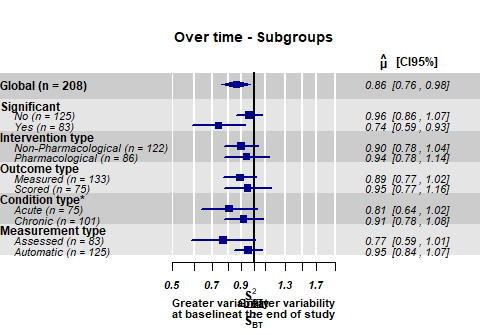 Over time - Subgroups
μ̂ [CI95%]
Global (n = 208) 0.86 [0.76 , 0.98]
Significant
No (n = 125) 0.96 [0.86 , 1.07]
Yes (n = 83) 0.74 [0.59 , 0.93]
Intervention type
Non-Pharmacological (n = 122) 0.90 [0.78 , 1.04]
Pharmacological (n = 86) 0.94 [0.78 , 1.14]
Outcome type
Measured (n = 133) 0.89 [0.77 , 1.02]
Scored (n = 75) 0.95 [0.77 , 1.16]
Condition type*
Acute (n = 75) 0.81 [0.64 , 1.02]
Chronic (n = 101) 0.91 [0.78 , 1.08]
Measurement type
Assessed (n = 83) 0.77 [0.59 , 1.01]
Automatic (n = 125) 0.95 [0.84 , 1.07]
0.5 0.7 0.9 1.1 1.3 1.7
Greater variability
at baseline
Greater variability
at the end of study
S²
S
BT